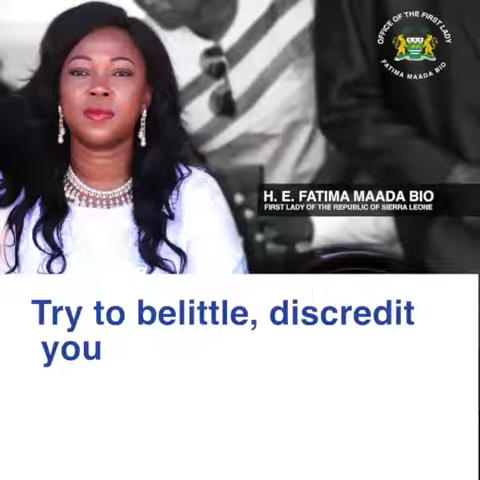 OFFICE OF THE FIRST LADY
FATIMA MAADA BIO
H. E. FATIMA MAADA BIO
FIRST LADY OF THE REPUBLIC OF SIERRA LEONE
Try to belittle, discredit
you